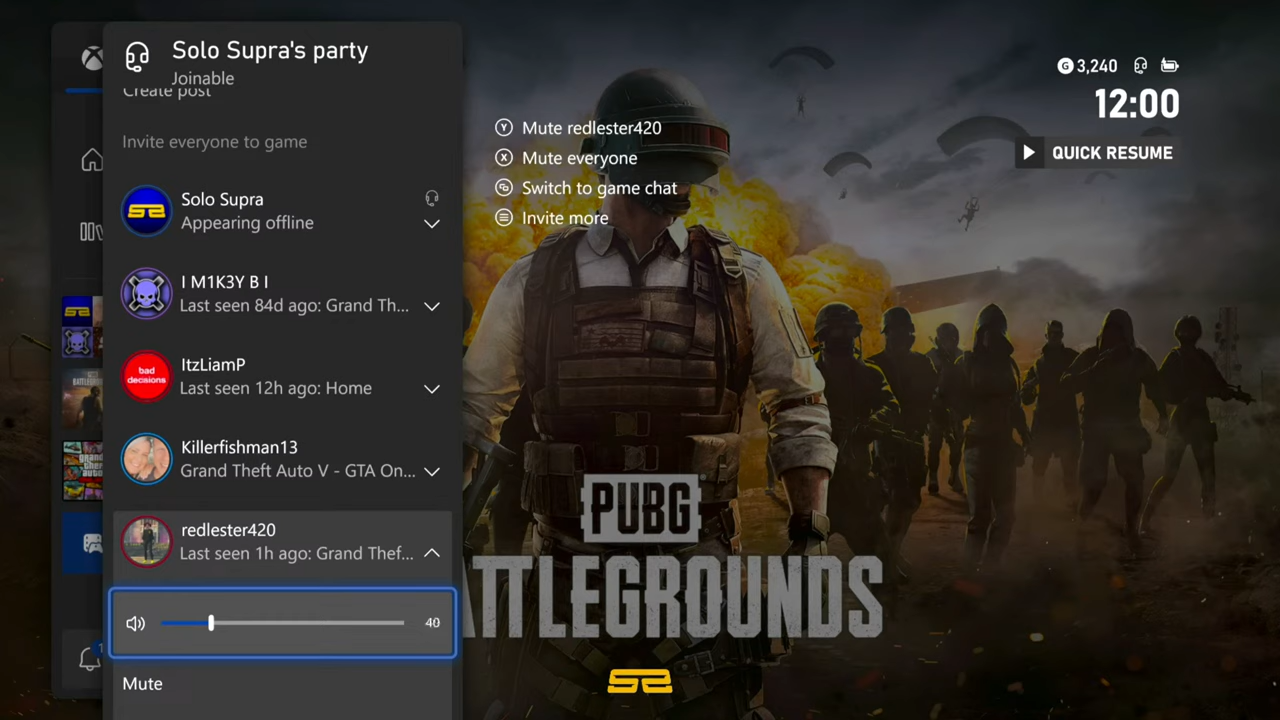 Solo Supra's party
Joinable
Create post
Invite everyone to game
Solo Supra
Appearing offline
I M1K3Y B I
Last seen 84d ago: Grand Th...
bad
decisions
ItzLiamP
Last seen 12h ago: Home
Killerfishman13
Grand Theft Auto V - GTA On...
redlester420
Last seen 1h ago: Grand Thef...
40
Mute
Mute redlester420
Mute everyone
Switch to game chat
Invite more
G 3,240
12:00
QUICK RESUME
PUBG
ATTLEGROUNDS